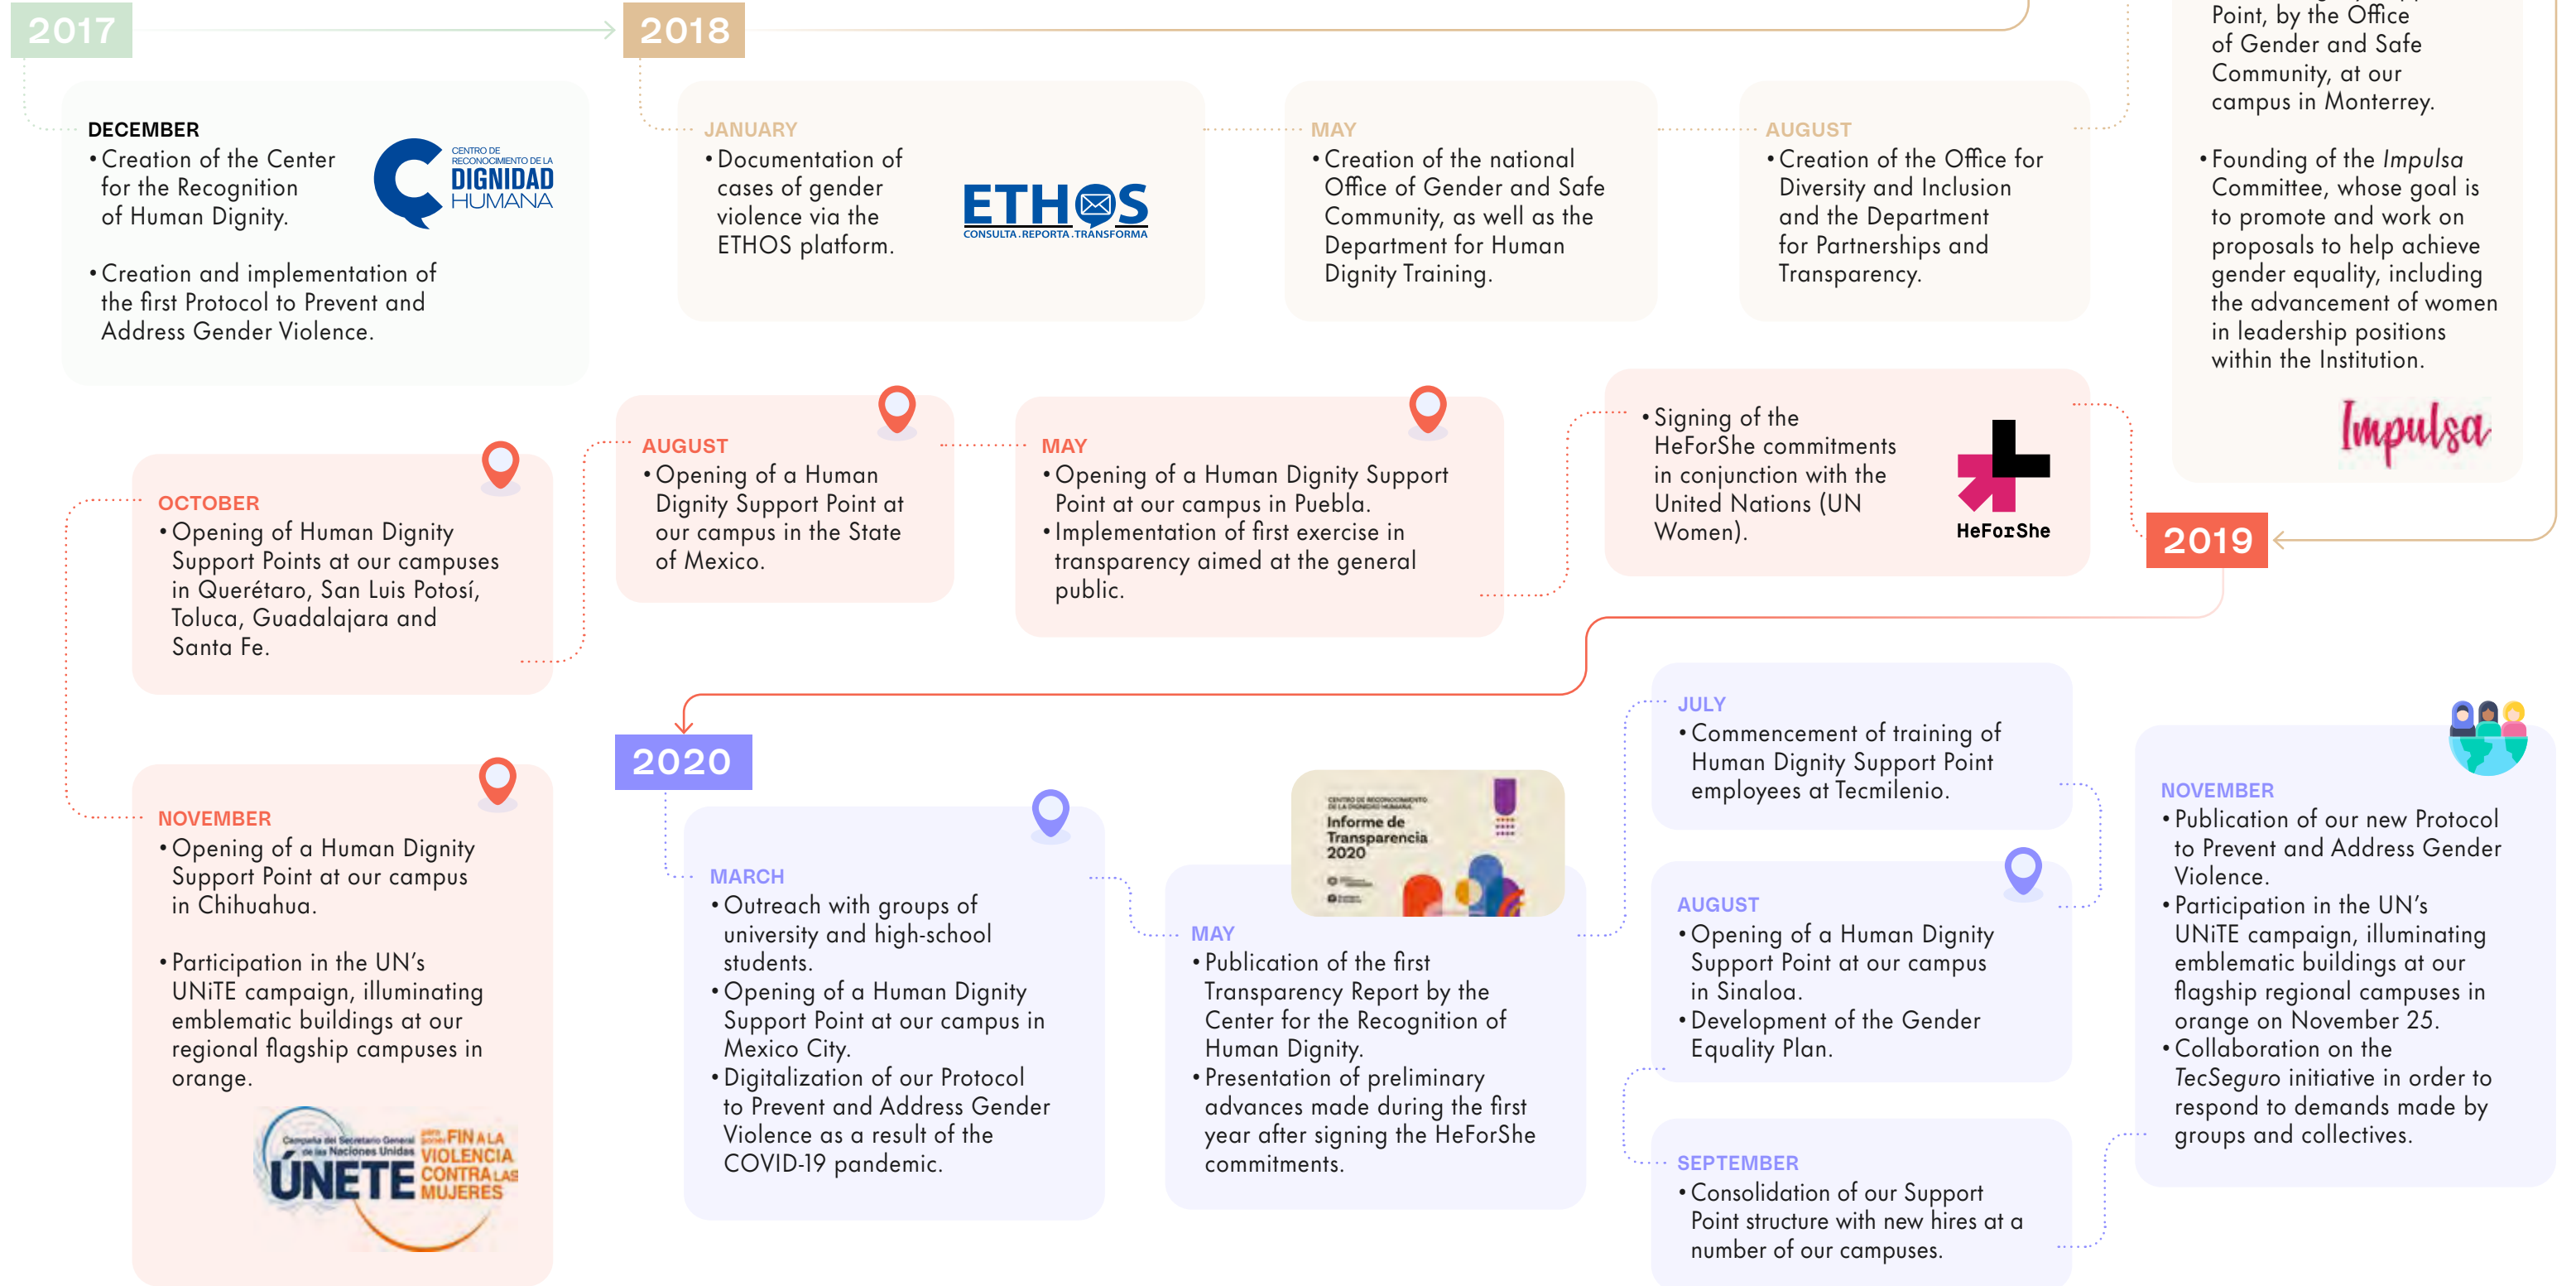 2017
DECEMBER
•Creation of the Center
for the Recognition
of Human Dignity.
CENTRO DE
RECONOCIMIENTO DE LA
DIGNIDAD
HUMANA
•Creation and implementation of
the first Protocol to Prevent and
Address Gender Violence.
2018
JANUARY
•Documentation of
cases of gender
violence via the
ETHOS platform.
ETHOS
CONSULTA.REPORTA.TRANSFORMA
MAY
•Creation of the national
Office of Gender and Safe
Community, as well as the
Department for Human
Dignity Training.
AUGUST
•Creation of the Office for
Diversity and Inclusion
and the Department
for Partnerships and
Transparency.
Point, by the Office
of Gender and Safe
Community, at our
campus in Monterrey.
•Founding of the Impulsa
Committee, whose goal is
to promote and work on
proposals to help achieve
gender equality, including
the advancement of women
in leadership positions
within the Institution.
Impulsa
2019
•Signing of the
HeForShe commitments
in conjunction with the
United Nations (UN
Women).
HeForShe
MAY
•Opening of a Human Dignity Support
Point at our campus in Puebla.
•Implementation of first exercise in
transparency aimed at the general
public.
AUGUST
•Opening of a Human
Dignity Support Point at
our campus in the State
of Mexico.
OCTOBER
•Opening of Human Dignity
Support Points at our campuses
in Querétaro, San Luis Potosí,
Toluca, Guadalajara and
Santa Fe.
NOVEMBER
•Opening of a Human Dignity
Support Point at our campus
in Chihuahua.
•Participation in the UN's
UNiTE campaign, illuminating
emblematic buildings at our
regional flagship campuses in
orange.
Campaña del Secretario General
de las Naciones Unidas
ÚNETE
para poner FIN A LA
VIOLENCIA
CONTRA LAS
MUJERES
2020
MARCH
•Outreach with groups of
university and high-school
students.
•Opening of a Human Dignity
Support Point at our campus in
Mexico City.
•Digitalization of our Protocol
to Prevent and Address Gender
Violence as a result of the
COVID-19 pandemic.
CENTRO DE RECONOCIMIENTO
DE LA DIGNIDAD HUMANA
Informe de
Transparencia
2020
MAY
•Publication of the first
Transparency Report by the
Center for the Recognition of
Human Dignity.
•Presentation of preliminary
advances made during the first
year after signing the HeForShe
commitments.
JULY
•Commencement of training of
Human Dignity Support Point
employees at Tecmilenio.
AUGUST
•Opening of a Human Dignity
Support Point at our campus
in Sinaloa.
•Development of the Gender
Equality Plan.
SEPTEMBER
•Consolidation of our Support
Point structure with new hires at a
number of our campuses.
NOVEMBER
•Publication of our new Protocol
to Prevent and Address Gender
Violence.
•Participation in the UN's
UNiTE campaign, illuminating
emblematic buildings at our
flagship regional campuses in
orange on November 25.
•Collaboration on the
TecSeguro initiative in order to
respond to demands made by
groups and collectives.